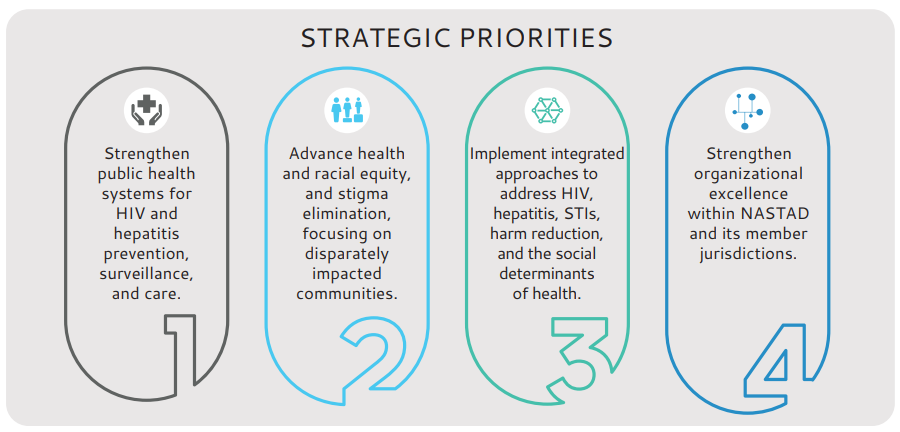 STRATEGIC PRIORITIES
Strengthen
public health
systems for
HIV and
hepatitis
prevention,
surveillance,
and care.
1
Advance health
and racial equity,
and stigma
elimination,
focusing on
disparately
impacted
communities.
2
Implement integrated
approaches to
address HIV,
hepatitis, STIs,
harm reduction,
and the social
determinants
of health.
3
Strengthen
organizational
excellence
within NASTAD
and its member
jurisdictions.
4